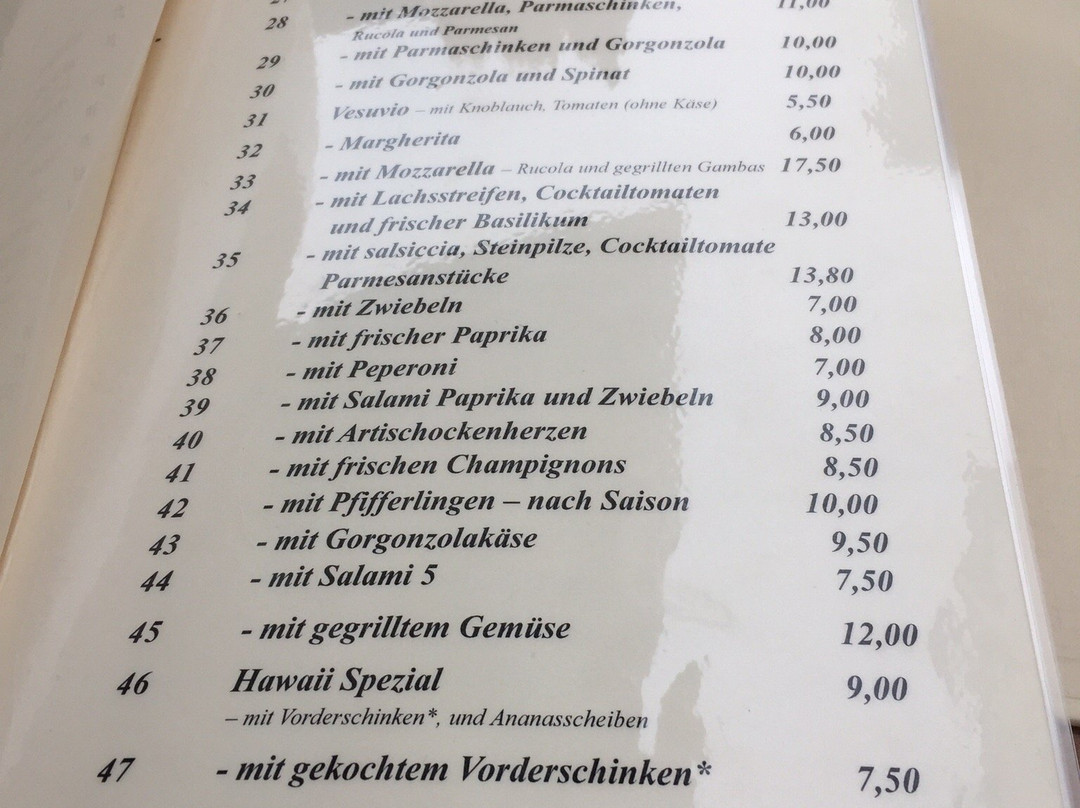 28 - mit Mozzarella, Parmaschinken, 11,00
Rucola und Parmesan
29 - mit Parmaschinken und Gorgonzola 10,00
30 - mit Gorgonzola und Spinat 10,00
31 Vesuvio – mit Knoblauch, Tomaten (ohne Käse) 5,50
32 - Margherita 6,00
33 - mit Mozzarella – Rucola und gegrillten Gambas 17,50
34 - mit Lachsstreifen, Cocktailtomaten
und frischer Basilikum 13,00
35 - mit salsiccia, Steinpilze, Cocktailtomate
Parmesanstücke 13,80
36 - mit Zwiebeln 7,00
37 - mit frischer Paprika 8,00
38 - mit Peperoni 7,00
39 - mit Salami Paprika und Zwiebeln 9,00
40 - mit Artischockenherzen 8,50
41 - mit frischen Champignons 8,50
42 - mit Pfifferlingen – nach Saison 10,00
43 - mit Gorgonzolakäse 9,50
44 - mit Salami 5 7,50
45 - mit gegrilltem Gemüse 12,00
46 Hawaii Spezial 9,00
– mit Vorderschinken*, und Ananasscheiben
47 - mit gekochtem Vorderschinken* 7,50